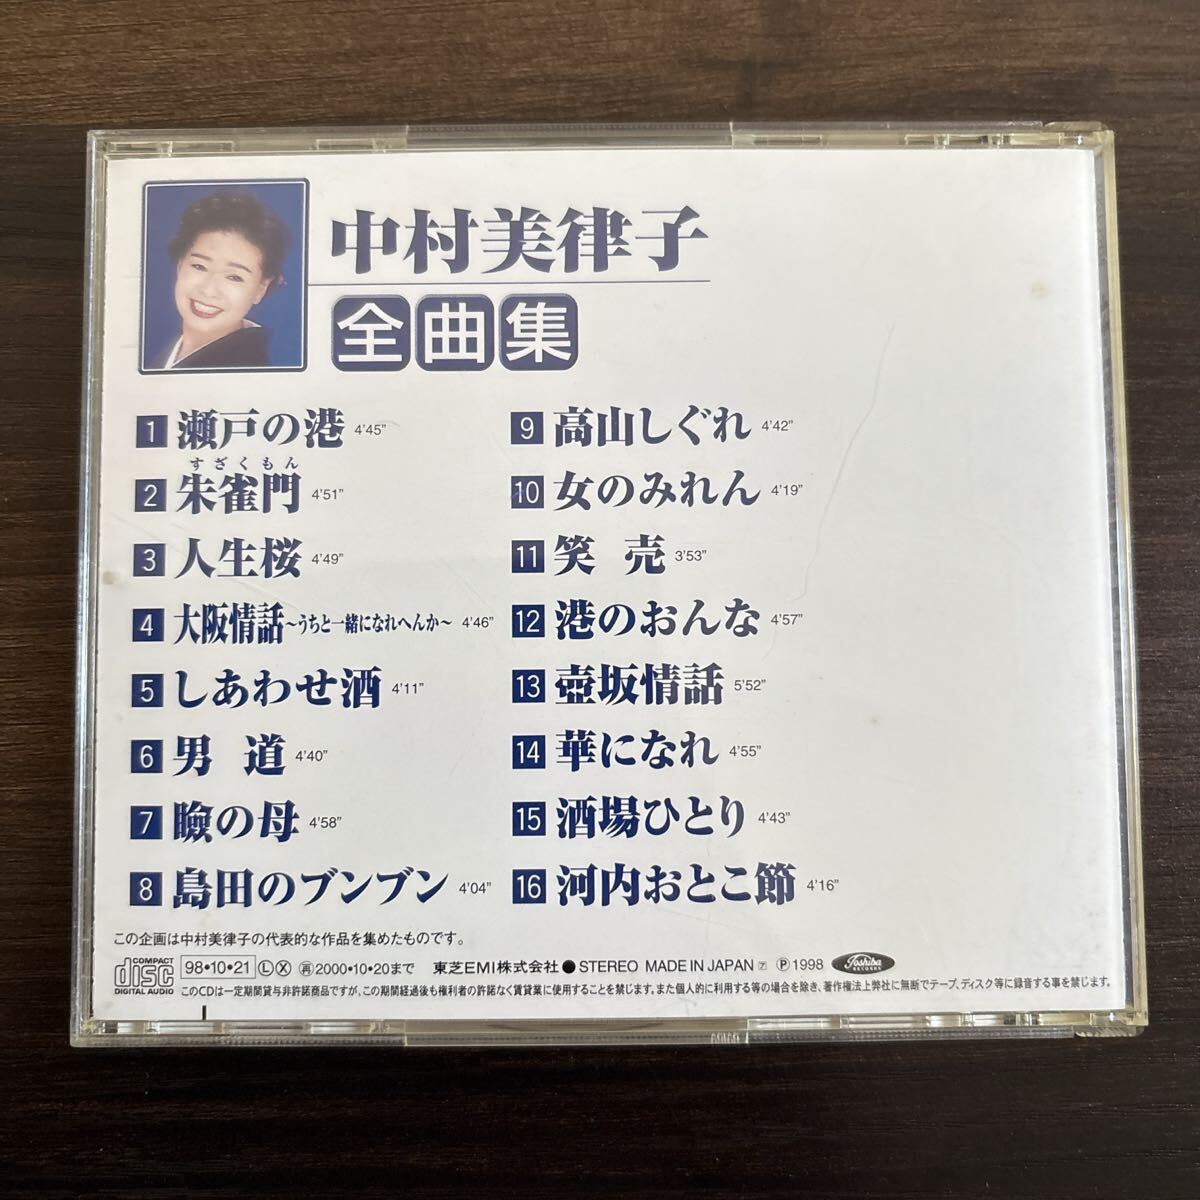 中村美律子
全曲集
1 瀬戸の港 4'45"
すざくもん
2 朱雀門 4'51"
3 人生桜 4'49"
4 大阪情話～うちと一緒になれへんか～ 4'46"
5 しあわせ酒 4'11"
6 男 道 4'40"
7 瞼の母 4'58"
8 島田のブンブン 4'04"
9 高山しぐれ 4'42"
10 女のみれん 4'19"
11 笑 売 3'53"
12 港のおんな 4'57"
13 壺坂情話 5'52"
14 華になれ 4'55"
15 酒場ひとり 4'43"
16 河内おとこ節 4'16"
この企画は中村美律子の代表的な作品を集めたものです。
COMPACT disc DIGITAL AUDIO 98•10•21 Ⓛ Ⓧ ㊢2000•10•20まで 東芝EMI株式会社●STEREO MADE IN JAPAN ア Ⓟ 1998 Toshiba RECORDS
このCDは一定期間貸与非許諾商品ですが、この期間経過後も権利者の許諾なく賃貸業に使用することを禁じます。また個人的に利用する等の場合を除き、著作権法上弊社に無断でテープ、ディスク等に録音する事を禁じます。